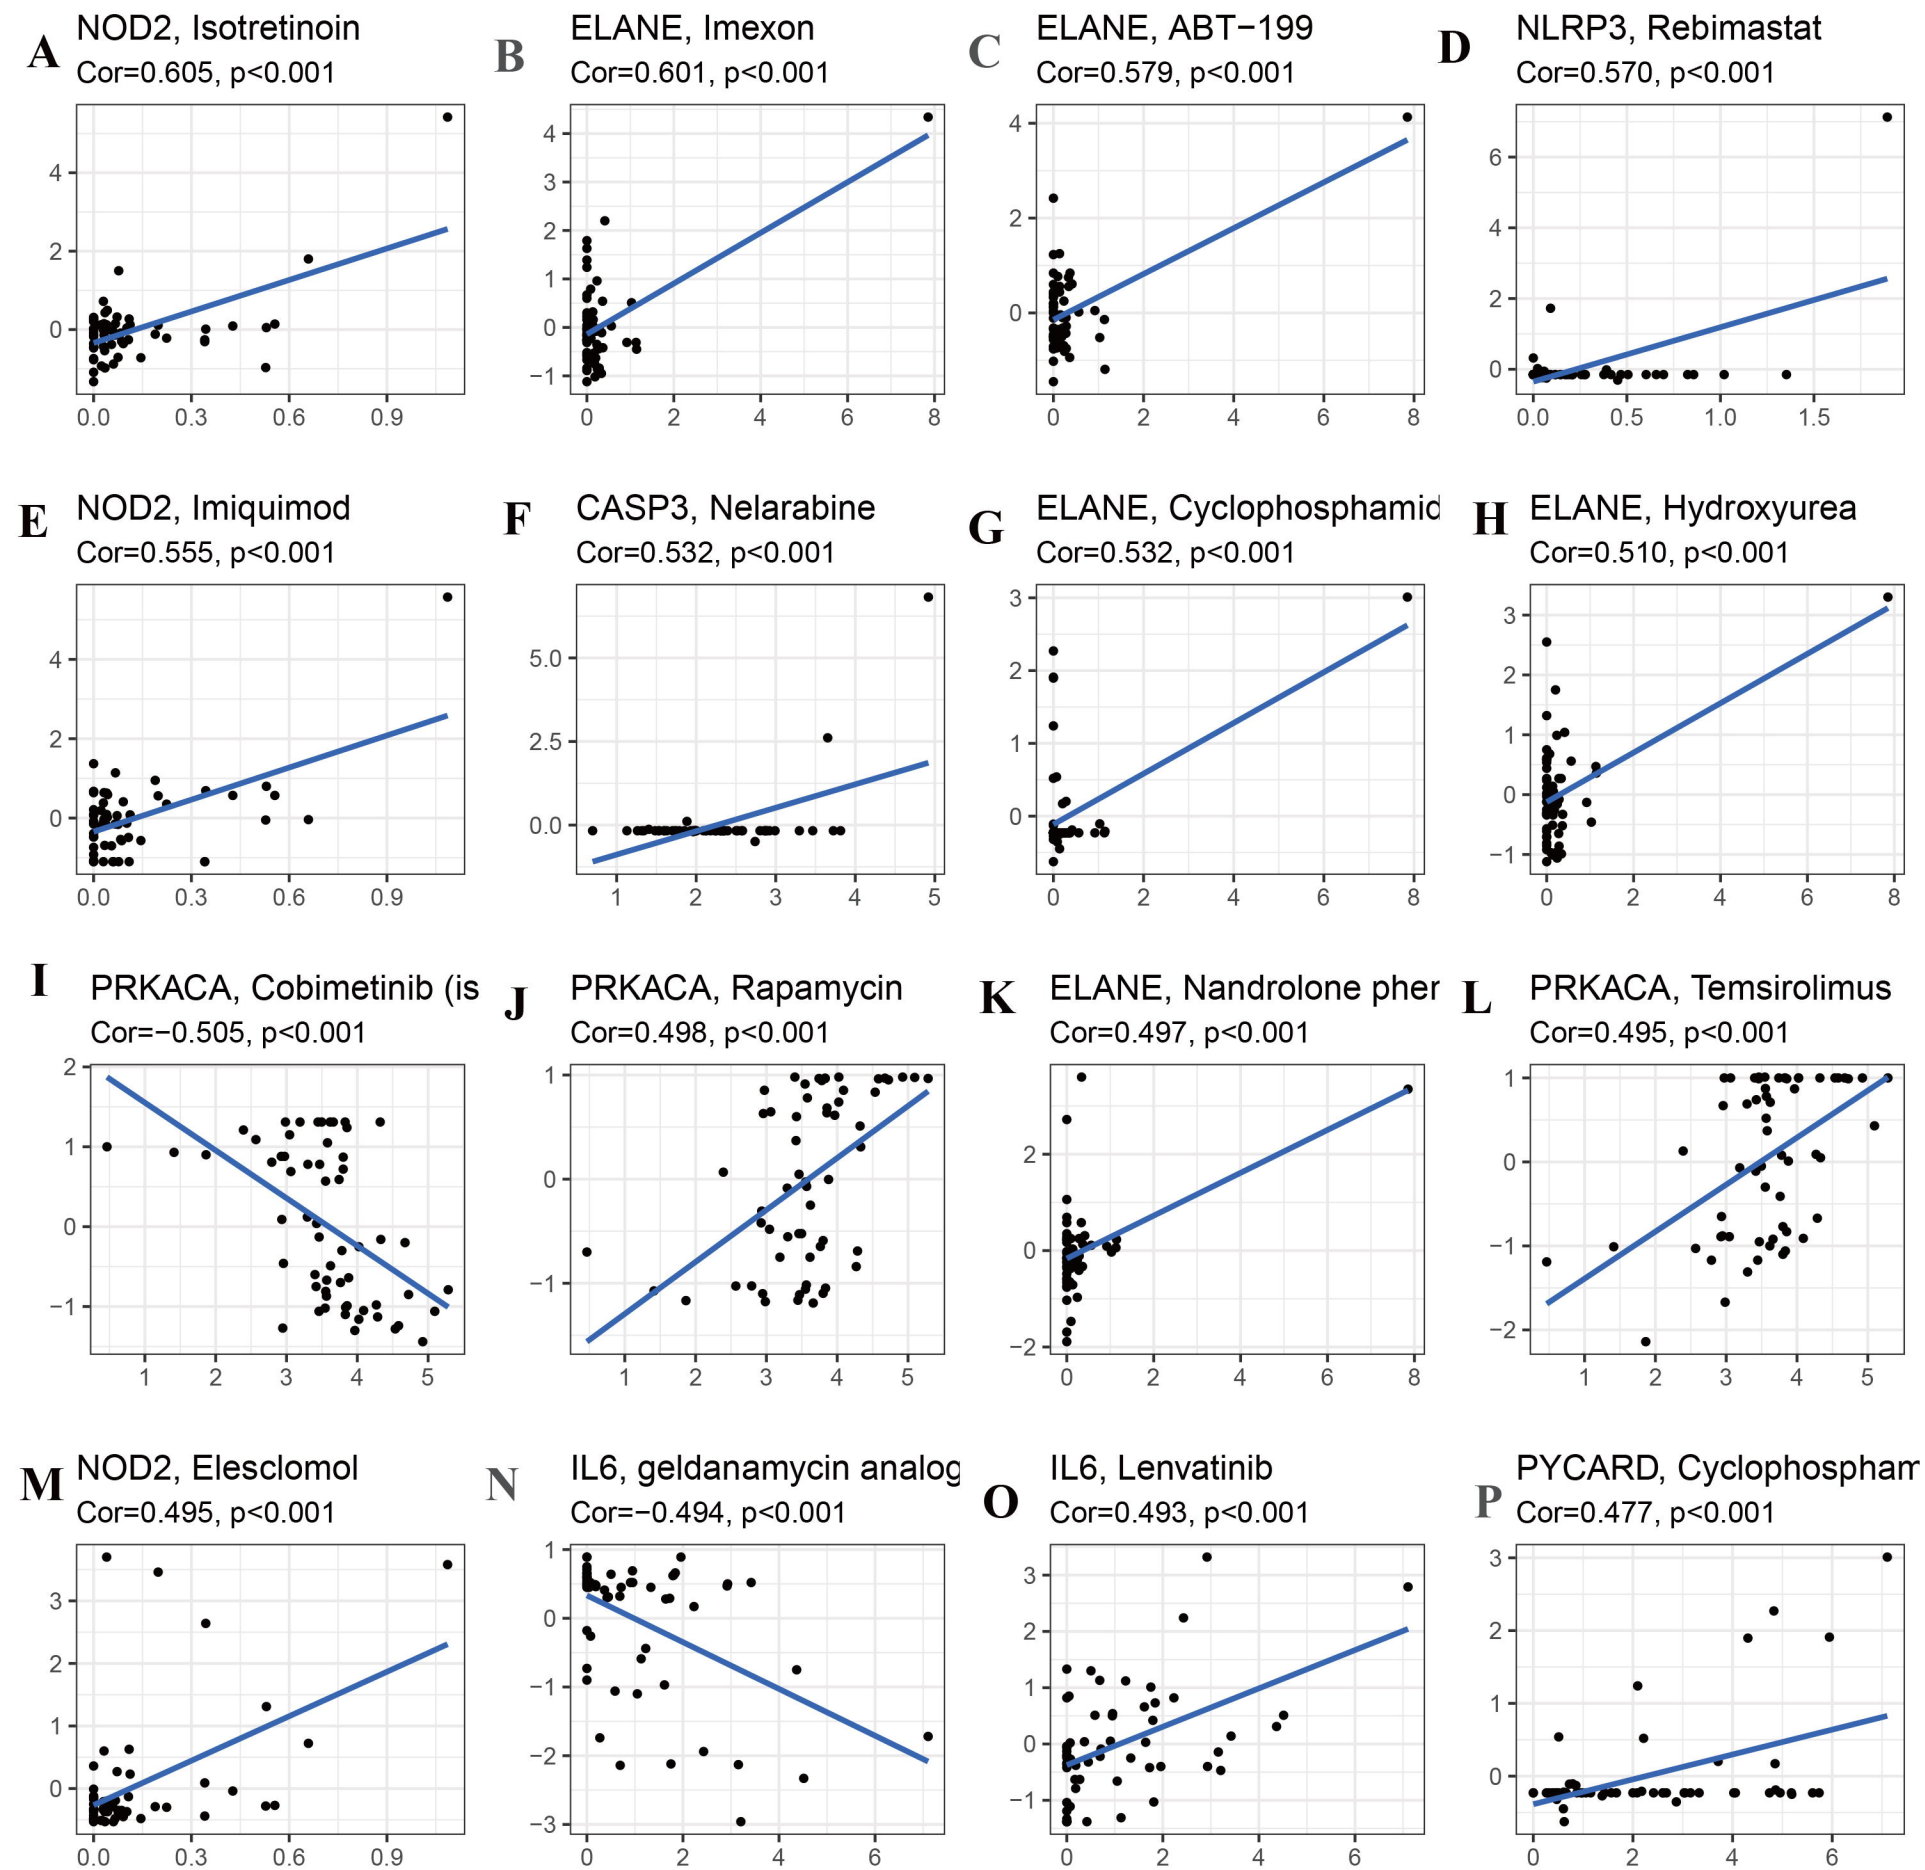 A NOD2, Isotretinoin
Cor=0.605, p<0.001
4
2
0
0.0 0.3 0.6 0.9
B ELANE, Imexon
Cor=0.601, p<0.001
4
3
2
1
0
−1
0 2 4 6 8
C ELANE, ABT−199
Cor=0.579, p<0.001
4
2
0
0 2 4 6 8
D NLRP3, Rebimastat
Cor=0.570, p<0.001
6
4
2
0
0.0 0.5 1.0 1.5
E NOD2, Imiquimod
Cor=0.555, p<0.001
4
2
0
0.0 0.3 0.6 0.9
F CASP3, Nelarabine
Cor=0.532, p<0.001
5.0
2.5
0.0
1 2 3 4 5
G ELANE, Cyclophosphamid
Cor=0.532, p<0.001
3
2
1
0
0 2 4 6 8
H ELANE, Hydroxyurea
Cor=0.510, p<0.001
3
2
1
0
−1
0 2 4 6 8
I PRKACA, Cobimetinib (is
Cor=−0.505, p<0.001
2
1
0
−1
1 2 3 4 5
J PRKACA, Rapamycin
Cor=0.498, p<0.001
1
0
−1
1 2 3 4 5
K ELANE, Nandrolone pher
Cor=0.497, p<0.001
2
0
−2
0 2 4 6 8
L PRKACA, Temsirolimus
Cor=0.495, p<0.001
1
0
−1
−2
1 2 3 4 5
M NOD2, Elesclomol
Cor=0.495, p<0.001
3
2
1
0
0.0 0.3 0.6 0.9
N IL6, geldanamycin analog
Cor=−0.494, p<0.001
1
0
−1
−2
−3
0 2 4 6
O IL6, Lenvatinib
Cor=0.493, p<0.001
3
2
1
0
−1
0 2 4 6
P PYCARD, Cyclophospham
Cor=0.477, p<0.001
3
2
1
0
0 2 4 6